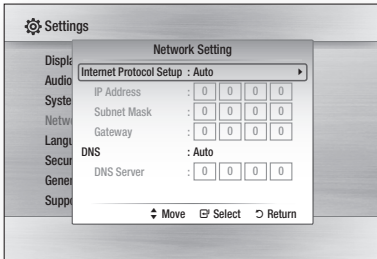 Settings
Network Setting
Displa
Internet Protocol Setup : Auto
Audio
IP Address : 0 0 0 0
Syste
Subnet Mask : 0 0 0 0
Netwo
Gateway : 0 0 0 0
Langu
DNS : Auto
Secur
DNS Server : 0 0 0 0
Gener
Suppo
Move Select Return